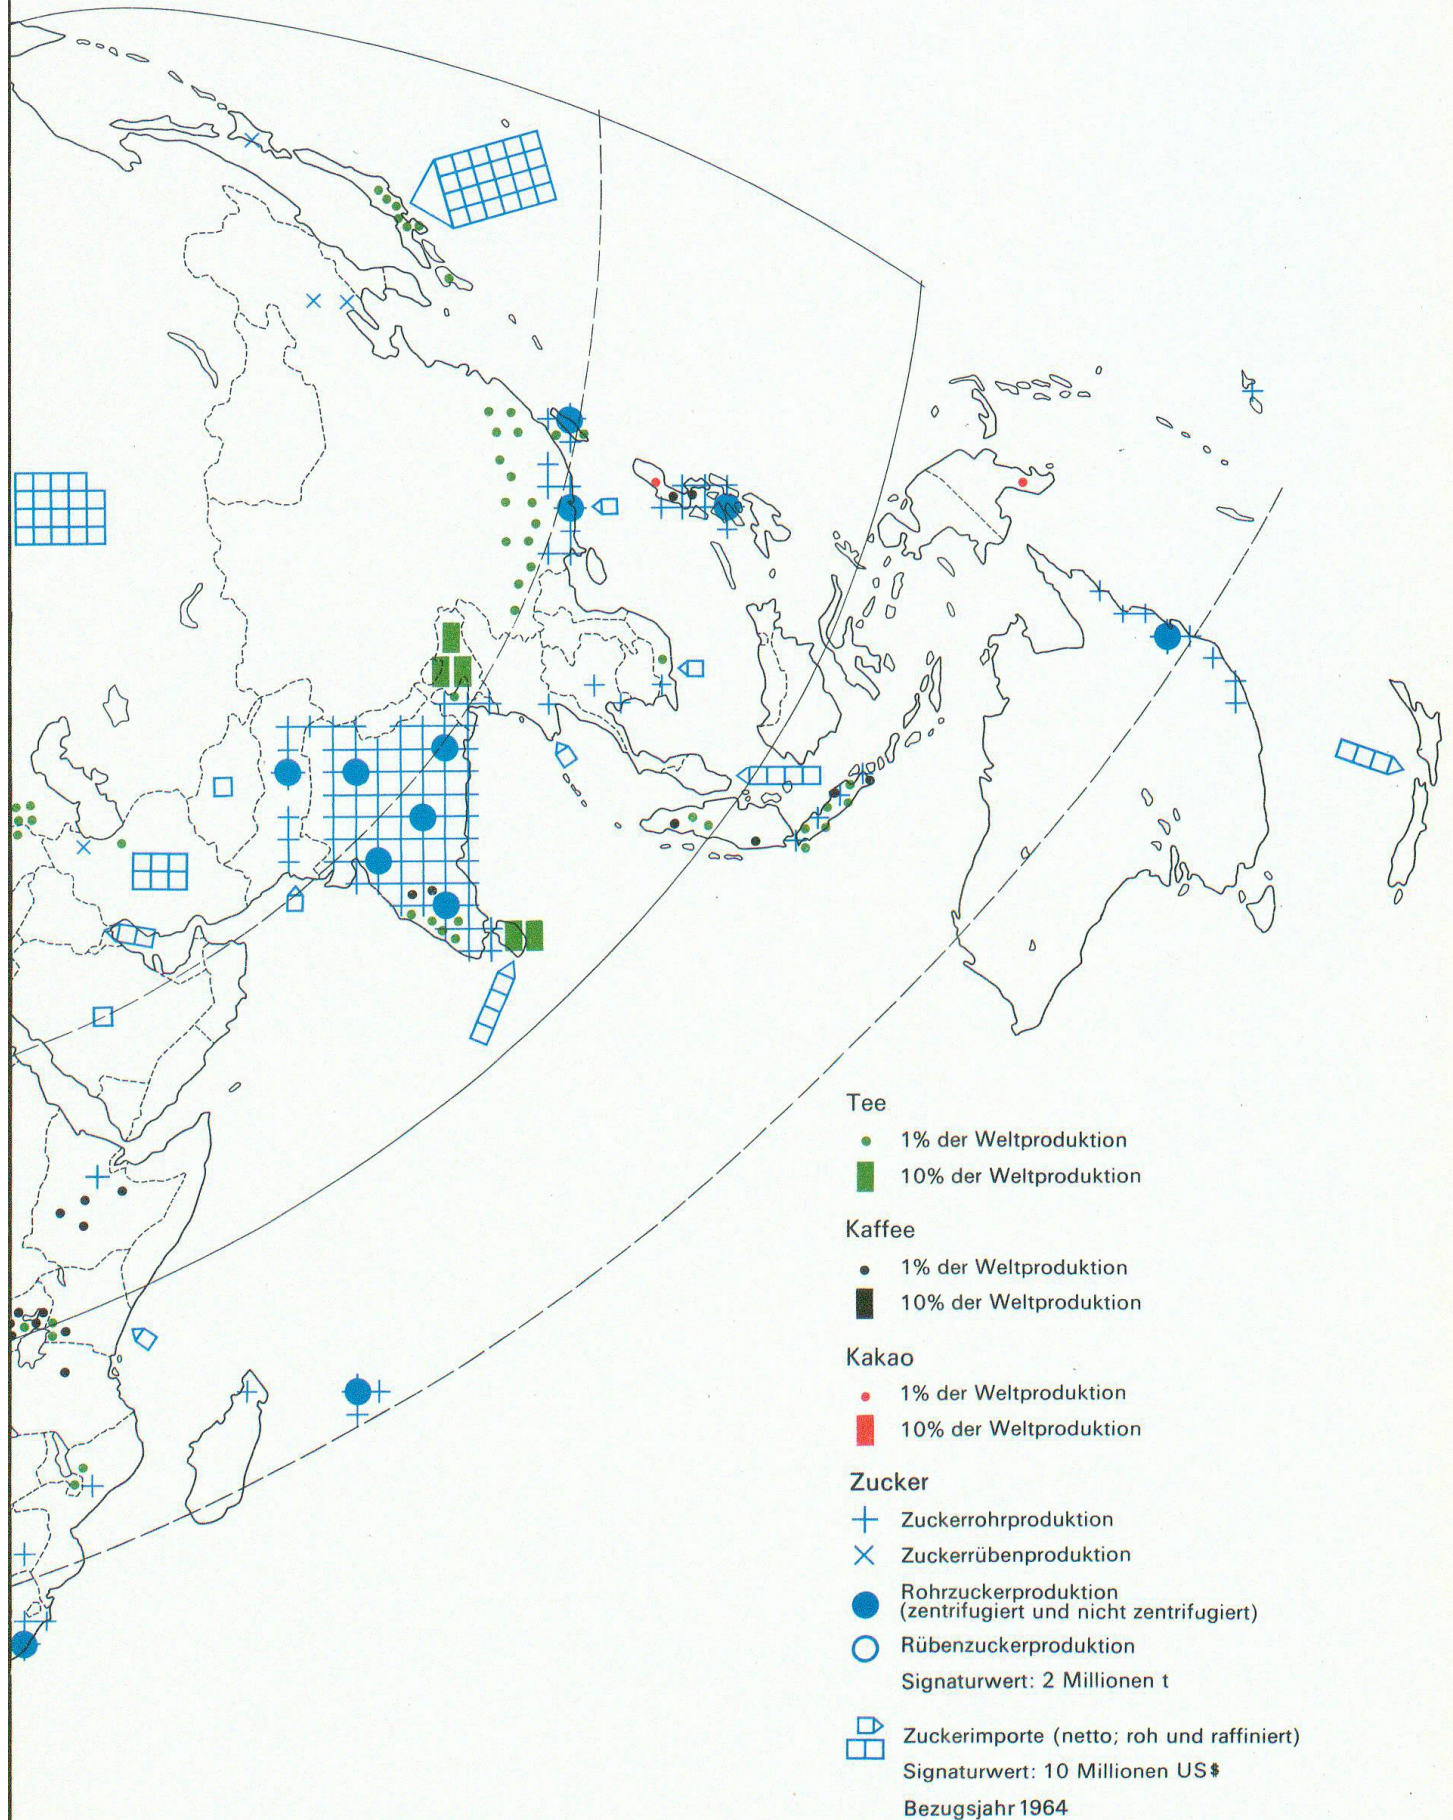 Tee
1% der Weltproduktion
10% der Weltproduktion
Kaffee
1% der Weltproduktion
10% der Weltproduktion
Kakao
1% der Weltproduktion
10% der Weltproduktion
Zucker
Zuckerrohrproduktion
Zuckerrübenproduktion
Rohrzuckerproduktion
(zentrifugiert und nicht zentrifugiert)
Rübenzuckerproduktion
Signaturwert: 2 Millionen t
Zuckerimporte (netto; roh und raffiniert)
Signaturwert: 10 Millionen US$
Bezugsjahr 1964